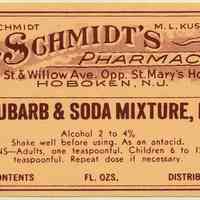 SCHMIDT M. L. KUS
SCHMIDT'S
PHARMAC
St. & Willow Ave. Opp. St. Mary's Ho
HOBOKEN, N.J.
UBARB & SODA MIXTURE,
Alcohol 2 to 4%
Shake well before using. As an antacid.
NS—Adults, one teaspoonful. Children 6 to 1
teaspoonful. Repeat dose if necessary.
ONTENTS FL. OZS. DISTRIB